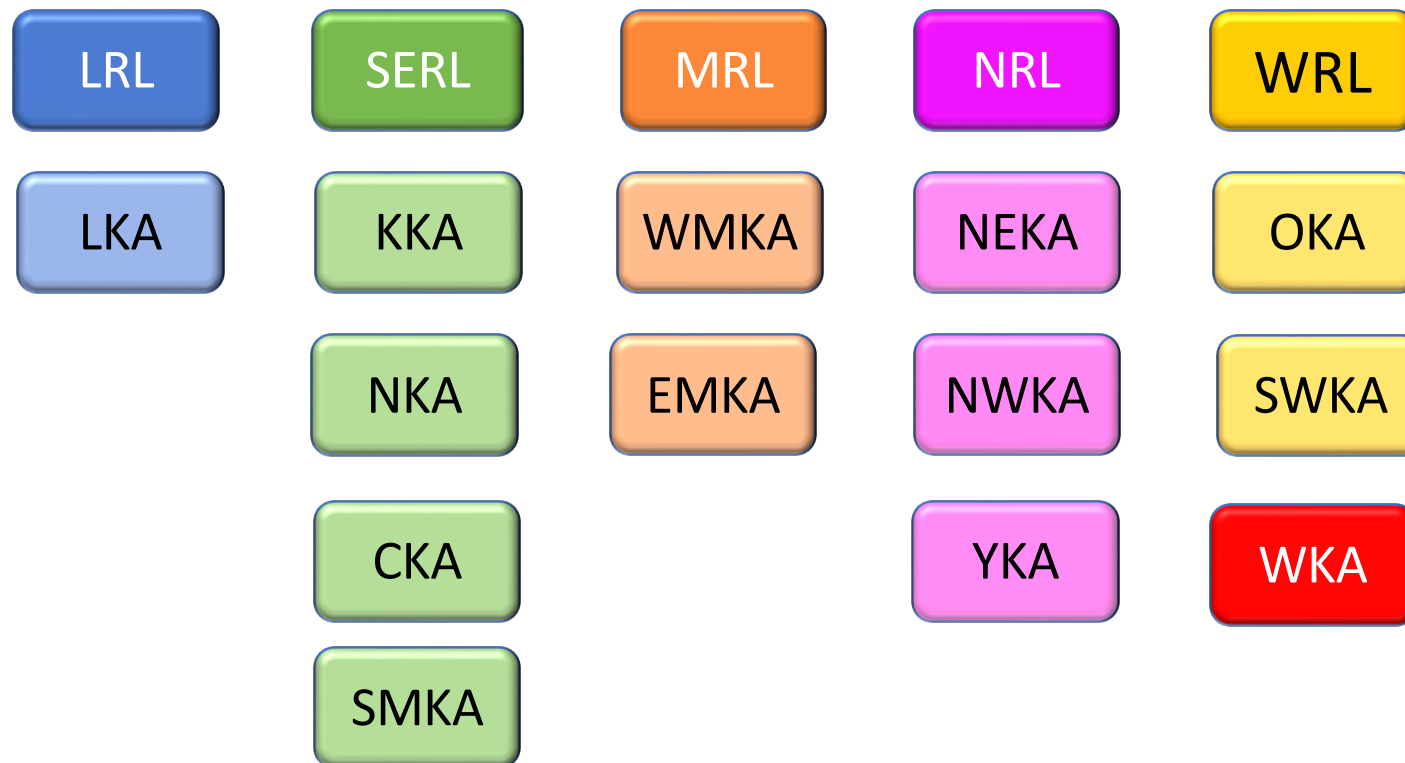 LRL SERL MRL NRL WRL
LKA KKA WMKA NEKA OKA
NKA EMKA NWKA SWKA
CKA YKA WKA
SMKA